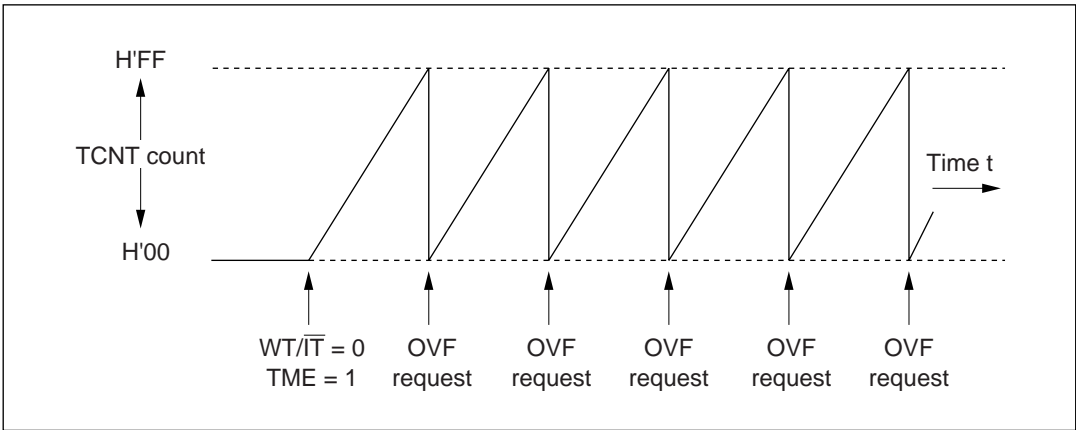 H'FF
TCNT count
Time t
H'00
WT/I̅T̅ = 0
TME = 1
OVF
request
OVF
request
OVF
request
OVF
request
OVF
request